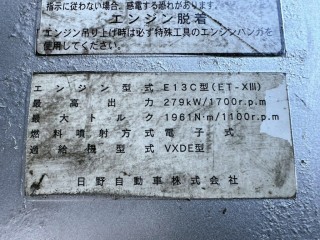 指示に従わない場合、感電する恐れがあります。
エンジン脱着
エンジン吊り上げ時は必ず特殊工具のエンジンハンガを
使用してください。
エンジン型式 E13C型(ET-XIII)
最高出力 279kW/1700r.p.m
最大トルク 1961N·m/1100r.p.m
燃料噴射方式 電子式
過給機型式 VXDE型
日野自動車株式会社